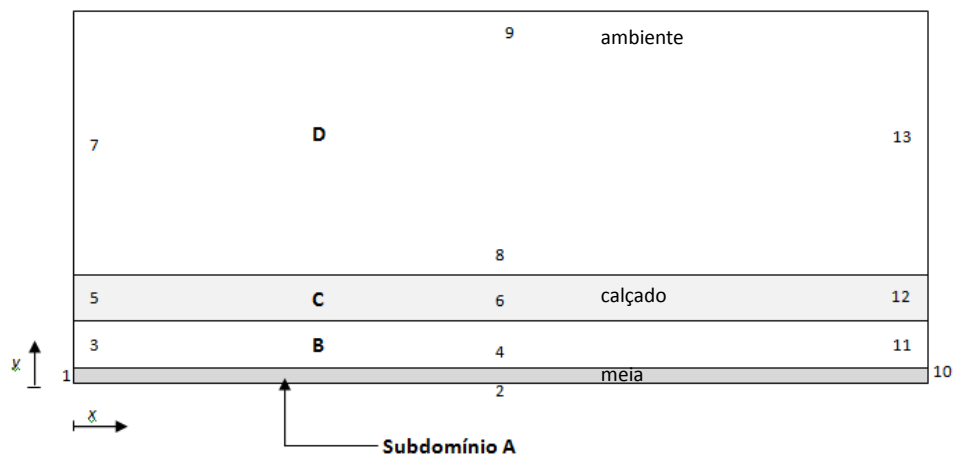 9 ambiente
7 D 13
8
5 C 6 calçado 12
3 B 4 11
y 1 meia 10
2
x
Subdomínio A